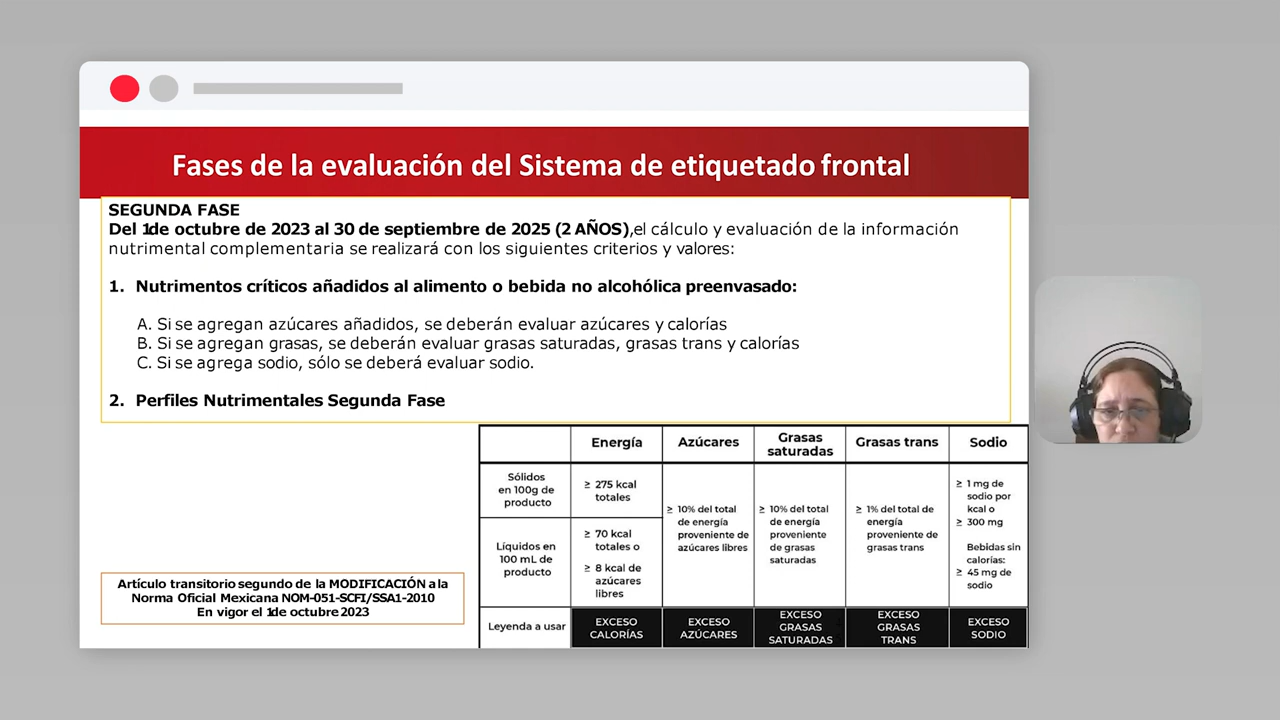 Fases de la evaluación del Sistema de etiquetado frontal
SEGUNDA FASE
Del 1de octubre de 2023 al 30 de septiembre de 2025 (2 AÑOS),el cálculo y evaluación de la información
nutrimental complementaria se realizará con los siguientes criterios y valores:
1. Nutrimentos críticos añadidos al alimento o bebida no alcohólica preenvasado:
A. Si se agregan azúcares añadidos, se deberán evaluar azúcares y calorías
B. Si se agregan grasas, se deberán evaluar grasas saturadas, grasas trans y calorías
C. Si se agrega sodio, sólo se deberá evaluar sodio.
2. Perfiles Nutrimentales Segunda Fase
Energía
Azúcares
Grasas
saturadas
Grasas trans
Sodio
Sólidos
en 100g de
producto
≥ 275 kcal
totales
Líquidos en
100 mL de
producto
≥ 70 kcal
totales o
≥ 8 kcal de
azúcares
libres
≥ 10% del total
de energía
proveniente de
azúcares libres
≥ 10% del total
de energía
proveniente
de grasas
saturadas
≥ 1% del total de
energía
proveniente de
grasas trans
≥ 1 mg de
sodio por
kcal o
≥ 300 mg
Bebidas sin
calorías:
≥ 45 mg de
sodio
Leyenda a usar
EXCESO
CALORÍAS
EXCESO
AZÚCARES
EXCESO
GRASAS
SATURADAS
EXCESO
GRASAS
TRANS
EXCESO
SODIO
Artículo transitorio segundo de la MODIFICACIÓN a la
Norma Oficial Mexicana NOM-051-SCFI/SSA1-2010
En vigor el 1de octubre 2023